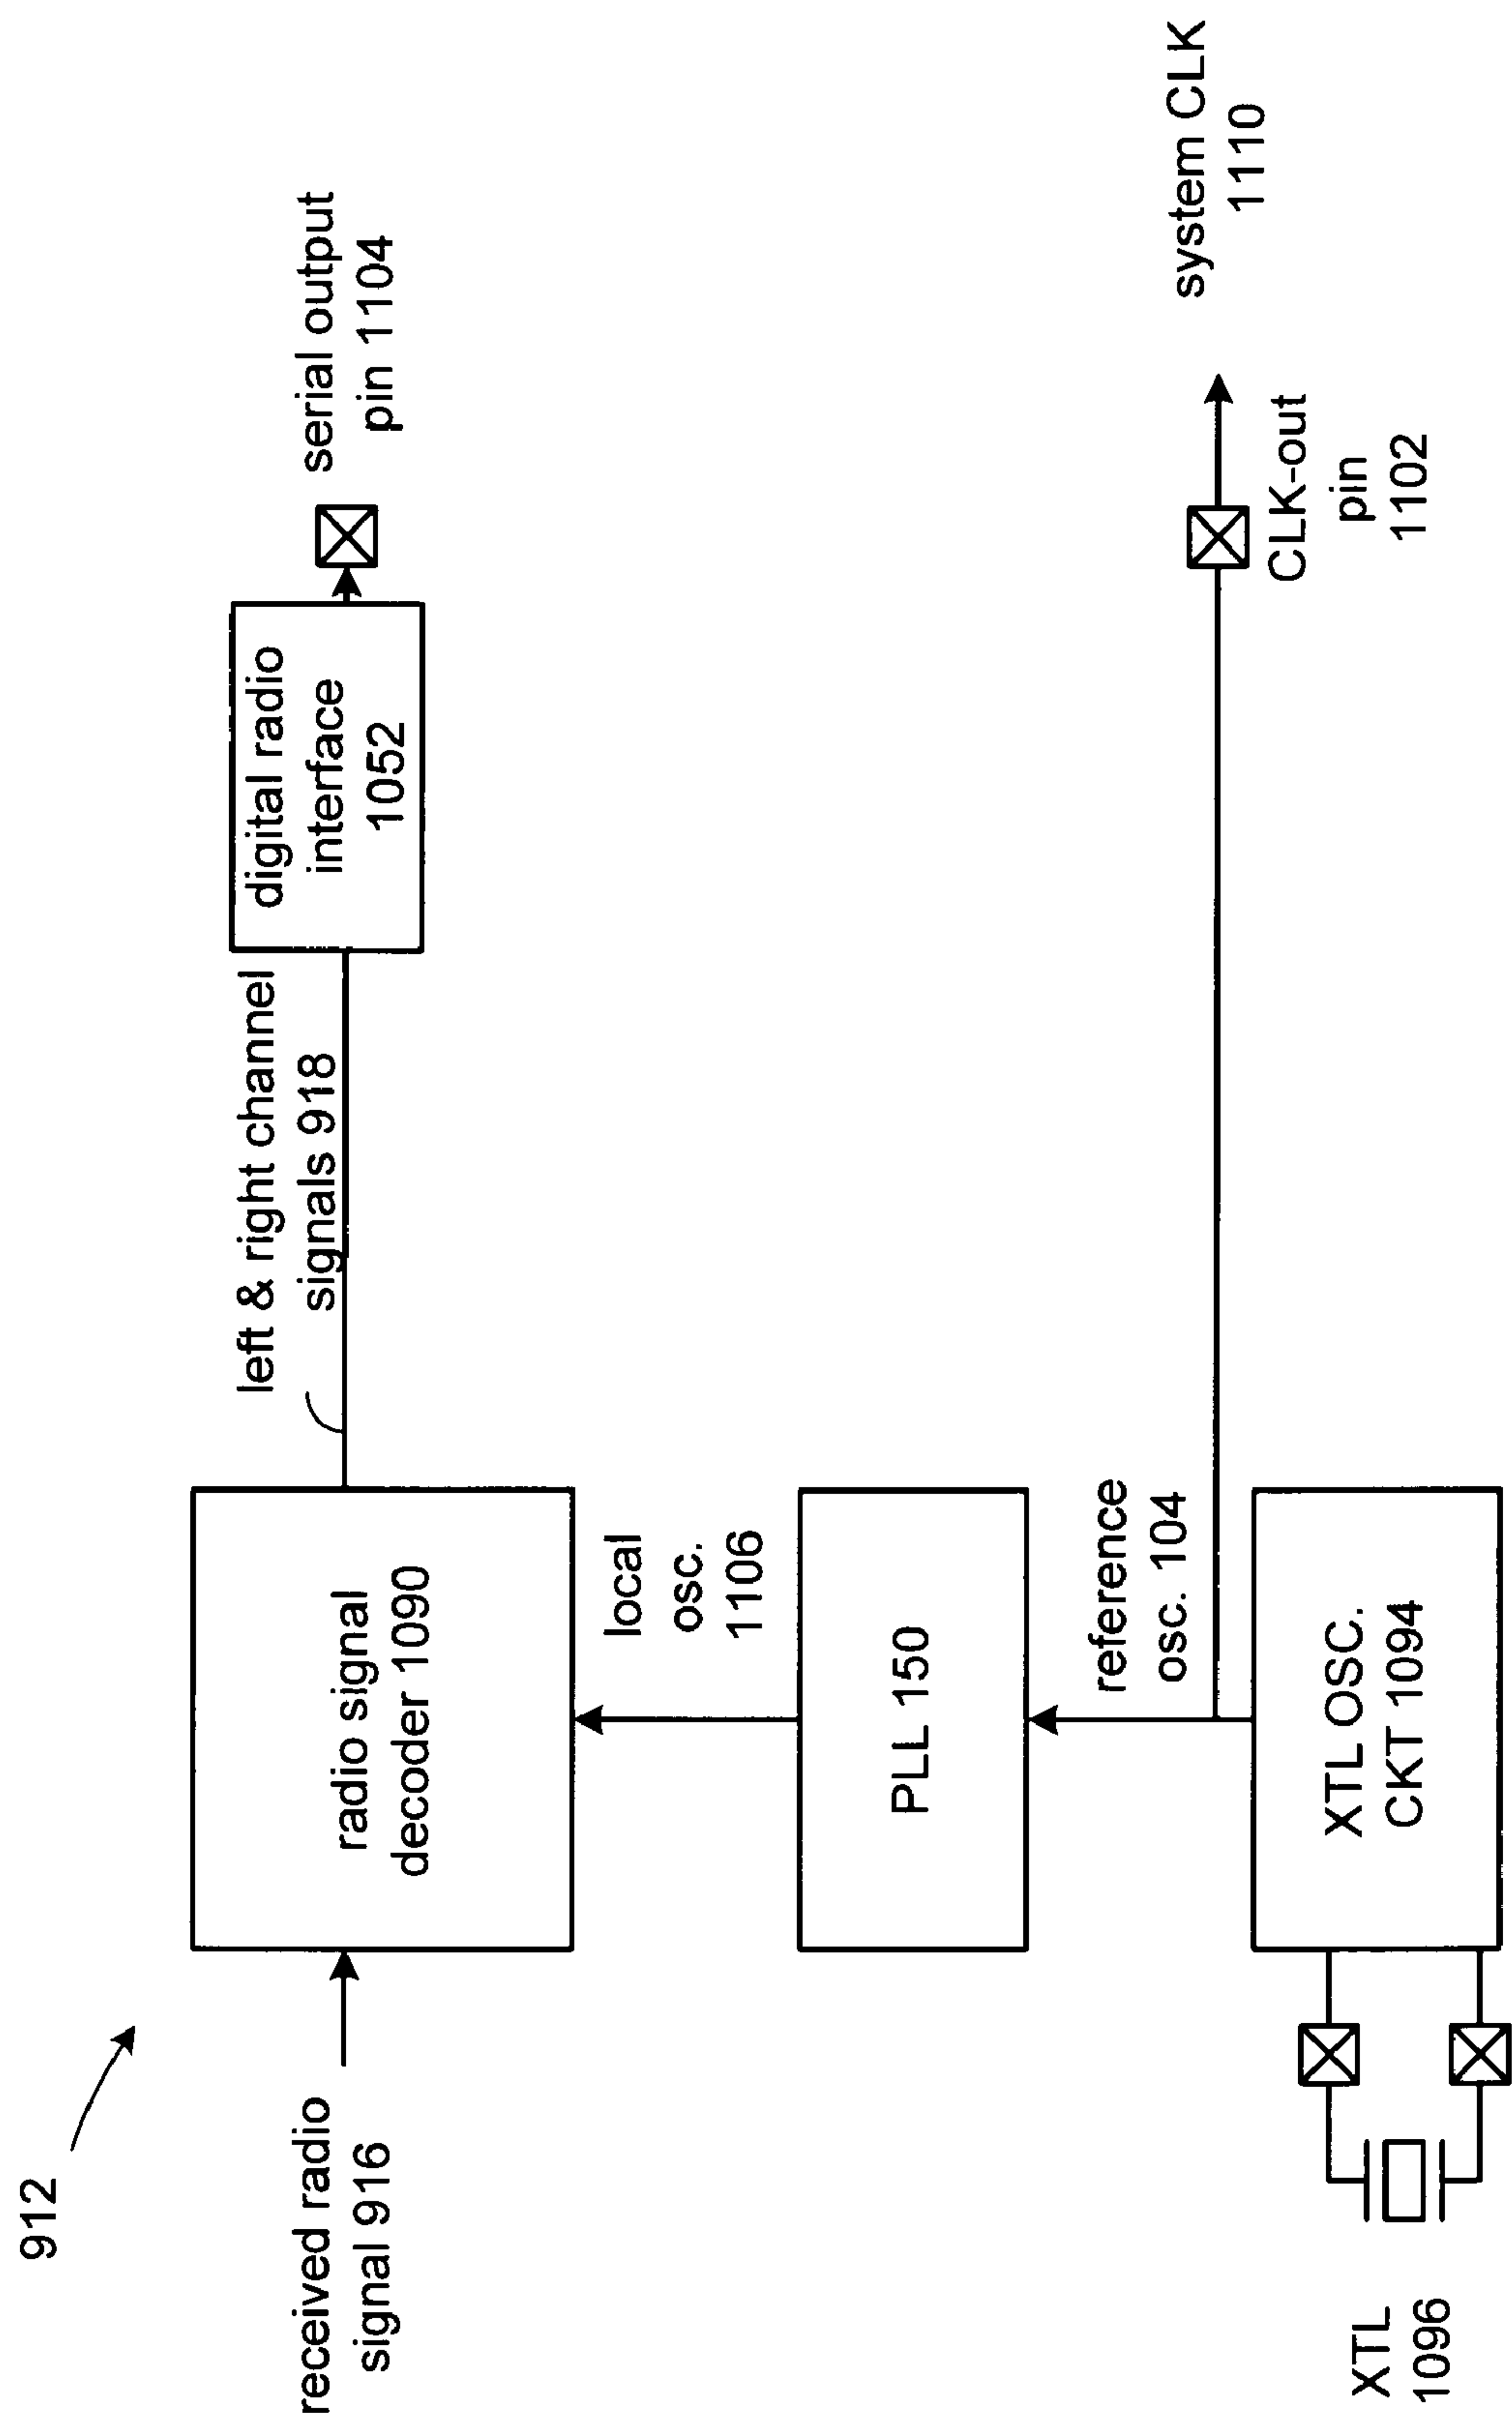 912
received radio
signal 916
radio signal
decoder 1090
left & right channel
signals 918
digital radio
interface
1052
serial output
pin 1104
local
osc.
1106
PLL 150
reference
osc. 104
XTL OSC.
CKT 1094
XTL
1096
CLK-out
pin
1102
system CLK
1110